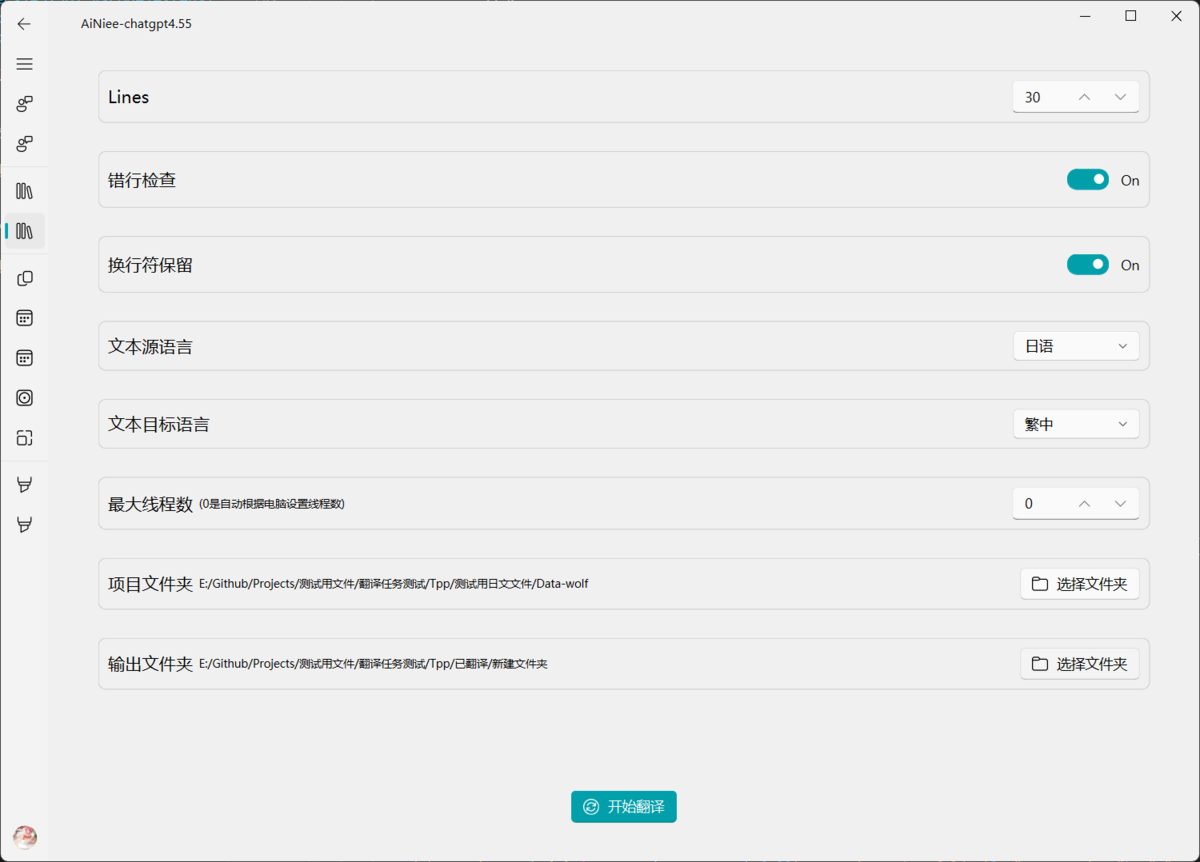 AiNiee-chatgpt4.55
Lines
30
错行检查
On
换行符保留
On
文本源语言
日语
文本目标语言
繁中
最大线程数 (0是自动根据电脑设置线程数)
0
项目文件夹 E:/Github/Projects/测试用文件/翻译任务测试/Tpp/测试用日文文件/Data-wolf
选择文件夹
输出文件夹 E:/Github/Projects/测试用文件/翻译任务测试/Tpp/已翻译/新建文件夹
选择文件夹
开始翻译